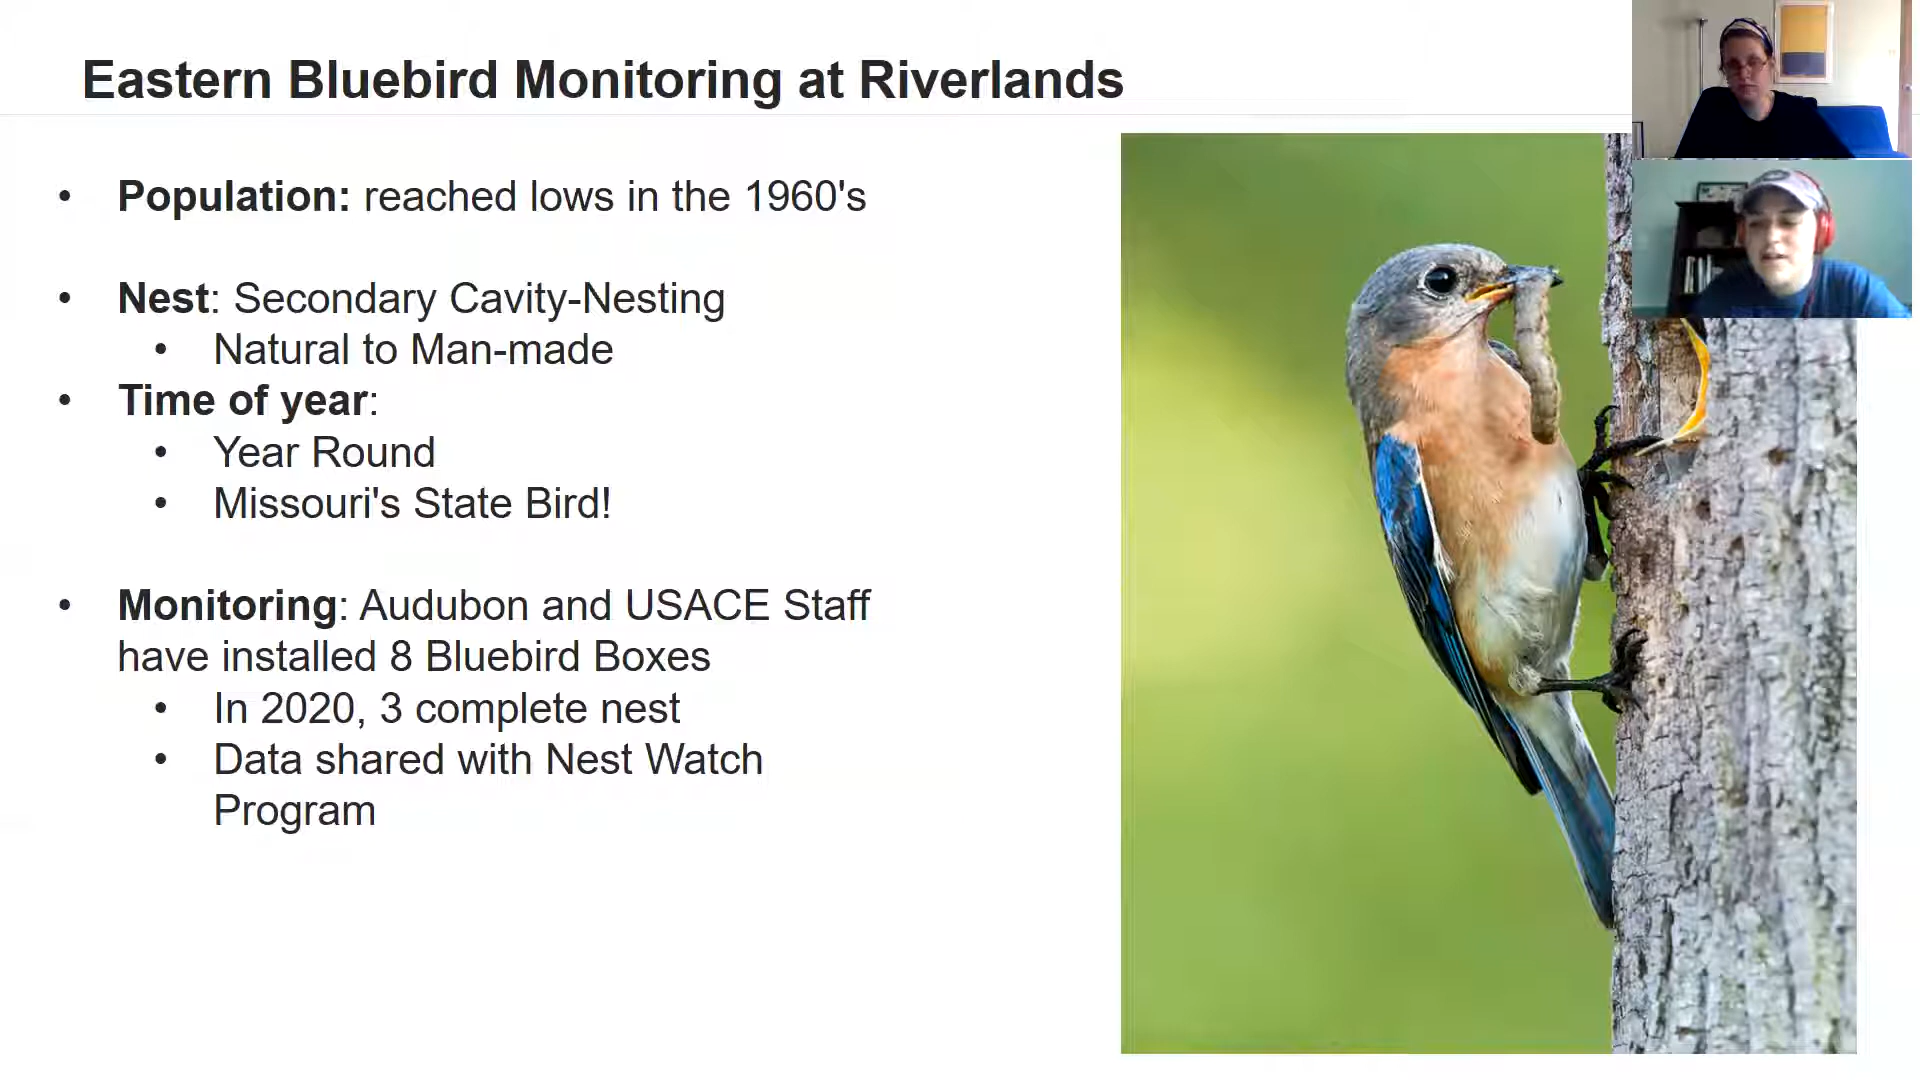 Eastern Bluebird Monitoring at Riverlands
• Population: reached lows in the 1960's
• Nest: Secondary Cavity-Nesting
• Natural to Man-made
• Time of year:
• Year Round
• Missouri's State Bird!
• Monitoring: Audubon and USACE Staff
have installed 8 Bluebird Boxes
• In 2020, 3 complete nest
• Data shared with Nest Watch
Program